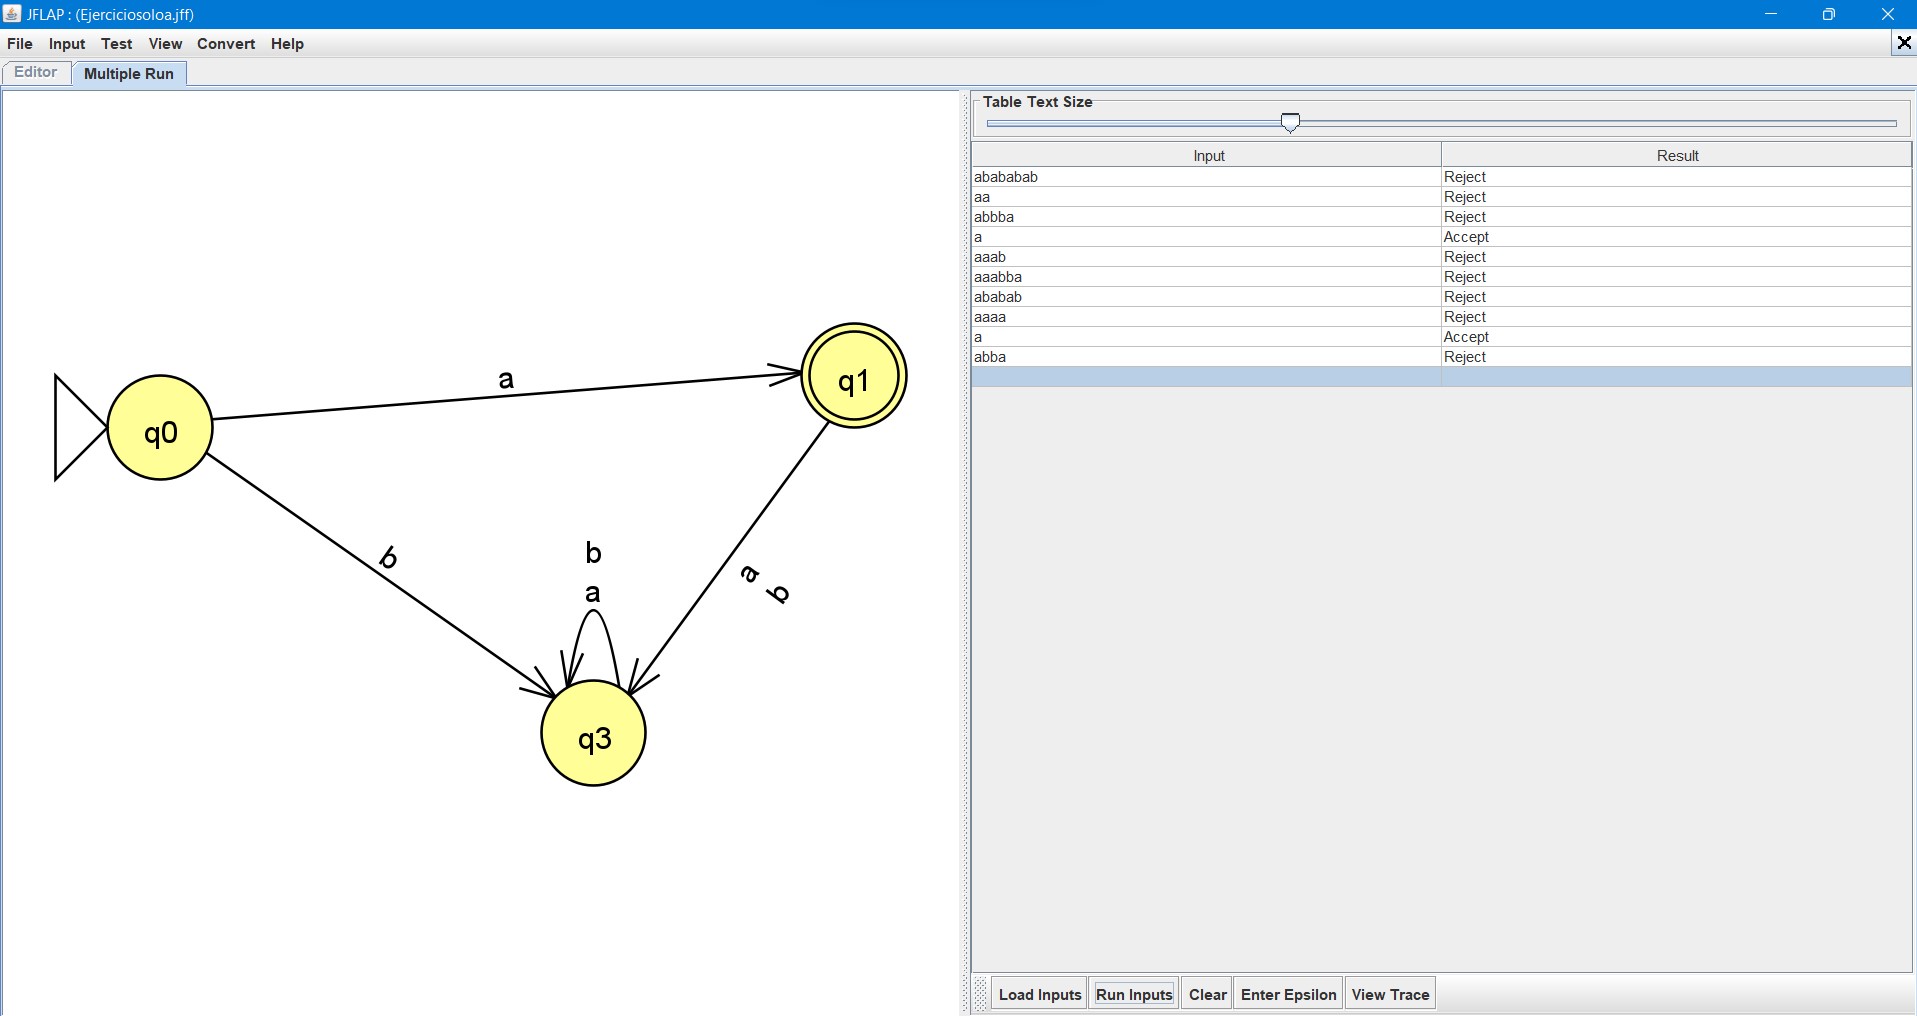 JFLAP : (Ejerciciosoloa.jff)
File Input Test View Convert Help
Editor Multiple Run
Table Text Size
Input Result
abababab Reject
aa Reject
abbba Reject
a Accept
aaab Reject
aaabba Reject
ababab Reject
aaaa Reject
a Accept
abba Reject
a
q1
q0
b
b
a
a
b
q3
Load Inputs Run Inputs Clear Enter Epsilon View Trace